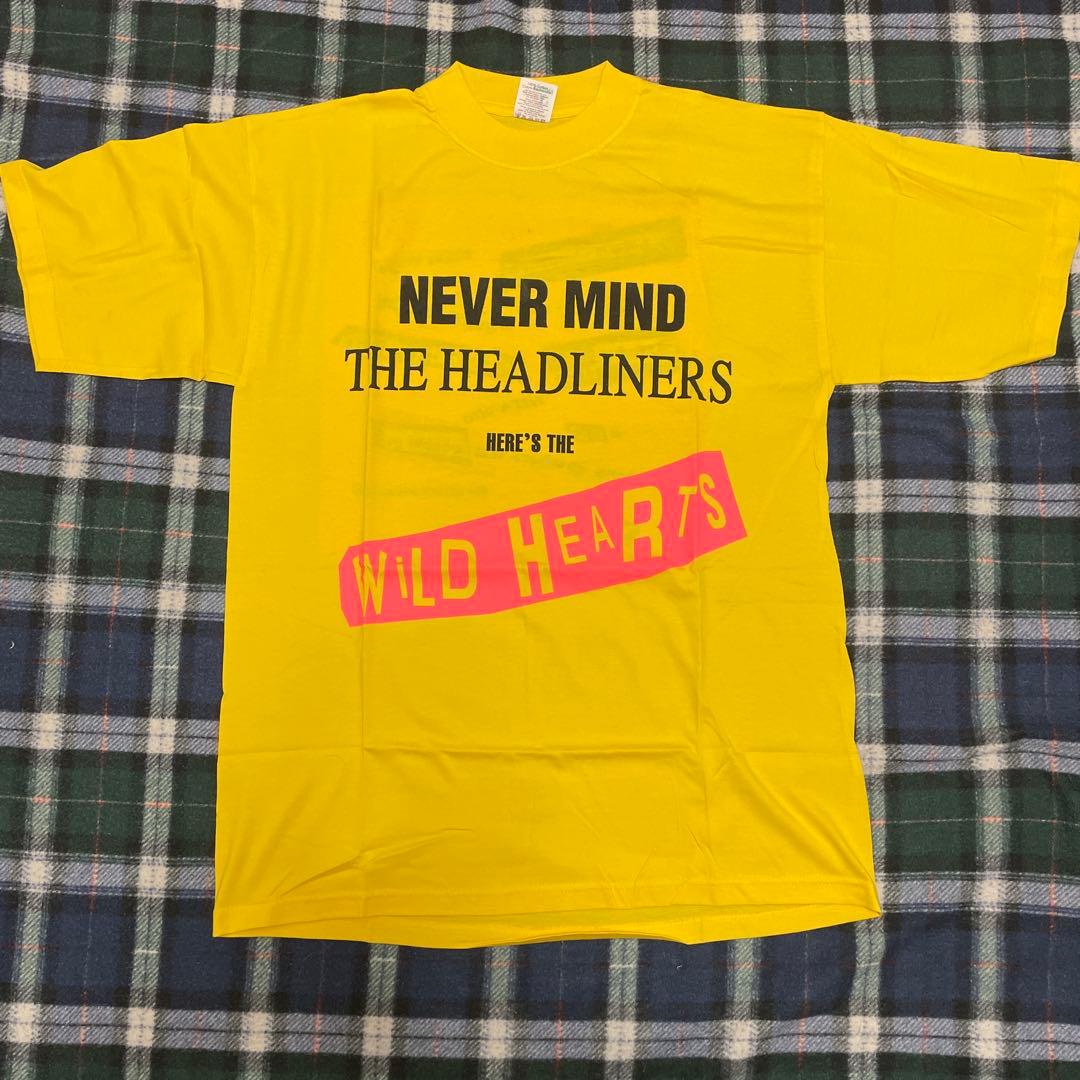 NEVER MIND
THE HEADLINERS
HERE'S THE
WiLD HEARTS